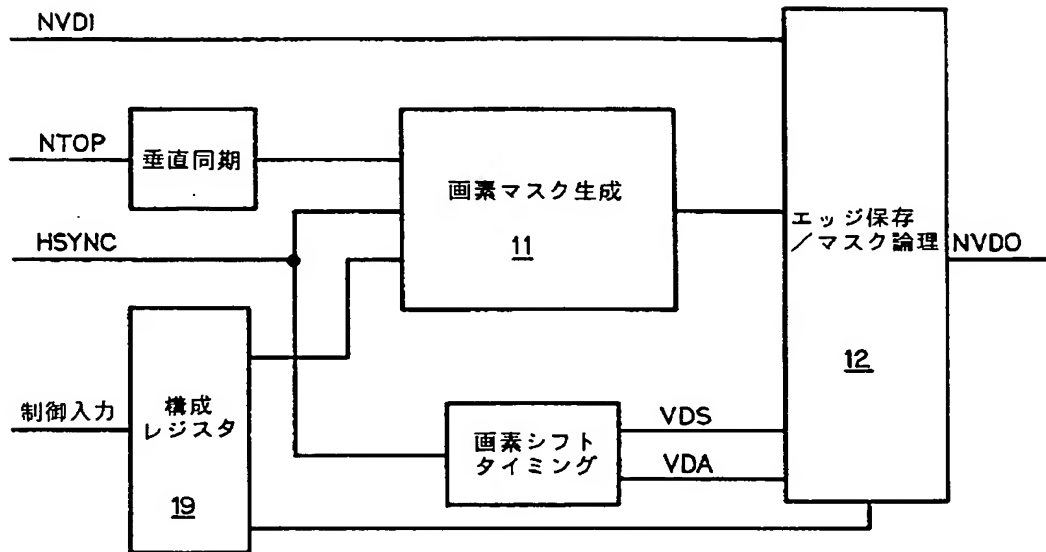 NVDI
NTOP
垂直同期
HSYNC
画素マスク生成
11
エッジ保存
/マスク論理
12
NVDO
制御入力
構成
レジスタ
19
画素シフト
タイミング
VDS
VDA